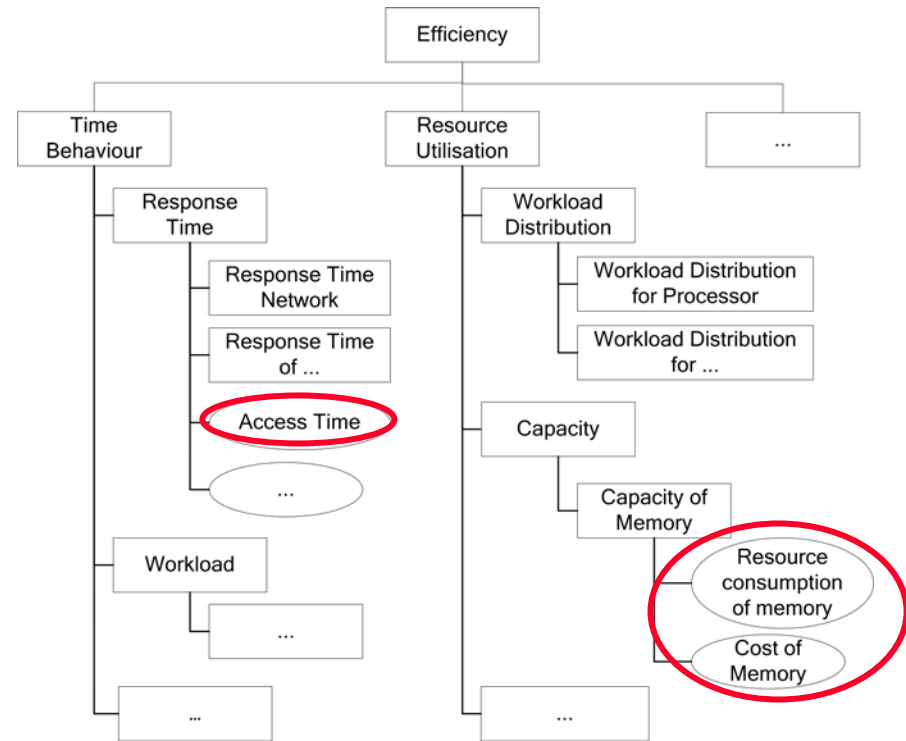 Efficiency
Time
Behaviour
Resource
Utilisation
...
Response
Time
Response Time
Network
Response Time
of ...
Access Time
...
Workload
...
...
Workload
Distribution
Workload Distribution
for Processor
Workload Distribution
for ...
Capacity
Capacity of
Memory
Resource
consumption
of memory
Cost of
Memory
...